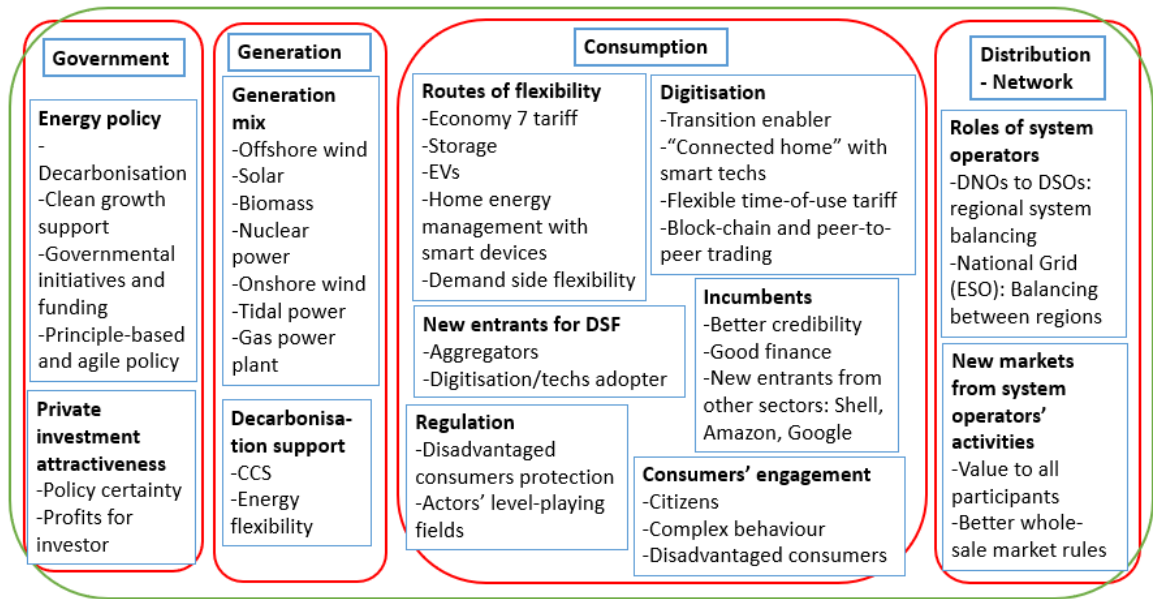 Government
Energy policy
-
Decarbonisation
-Clean growth
support
-Governmental
initiatives and
funding
-Principle-based
and agile policy
Private
investment
attractiveness
-Policy certainty
-Profits for
investor
Generation
Generation
mix
-Offshore wind
-Solar
-Biomass
-Nuclear
power
-Onshore wind
-Tidal power
-Gas power
plant
Decarbonisa-
tion support
-CCS
-Energy
flexibility
Consumption
Routes of flexibility
-Economy 7 tariff
-Storage
-EVs
-Home energy
management with
smart devices
-Demand side flexibility
Digitisation
-Transition enabler
-“Connected home” with
smart techs
-Flexible time-of-use tariff
-Block-chain and peer-to-
peer trading
New entrants for DSF
-Aggregators
-Digitisation/techs adopter
Incumbents
-Better credibility
-Good finance
-New entrants from
other sectors: Shell,
Amazon, Google
Regulation
-Disadvantaged
consumers protection
-Actors’ level-playing
fields
Consumers’ engagement
-Citizens
-Complex behaviour
-Disadvantaged consumers
Distribution
- Network
Roles of system
operators
-DNOs to DSOs:
regional system
balancing
-National Grid
(ESO): Balancing
between regions
New markets
from system
operators’
activities
-Value to all
participants
-Better whole-
sale market rules